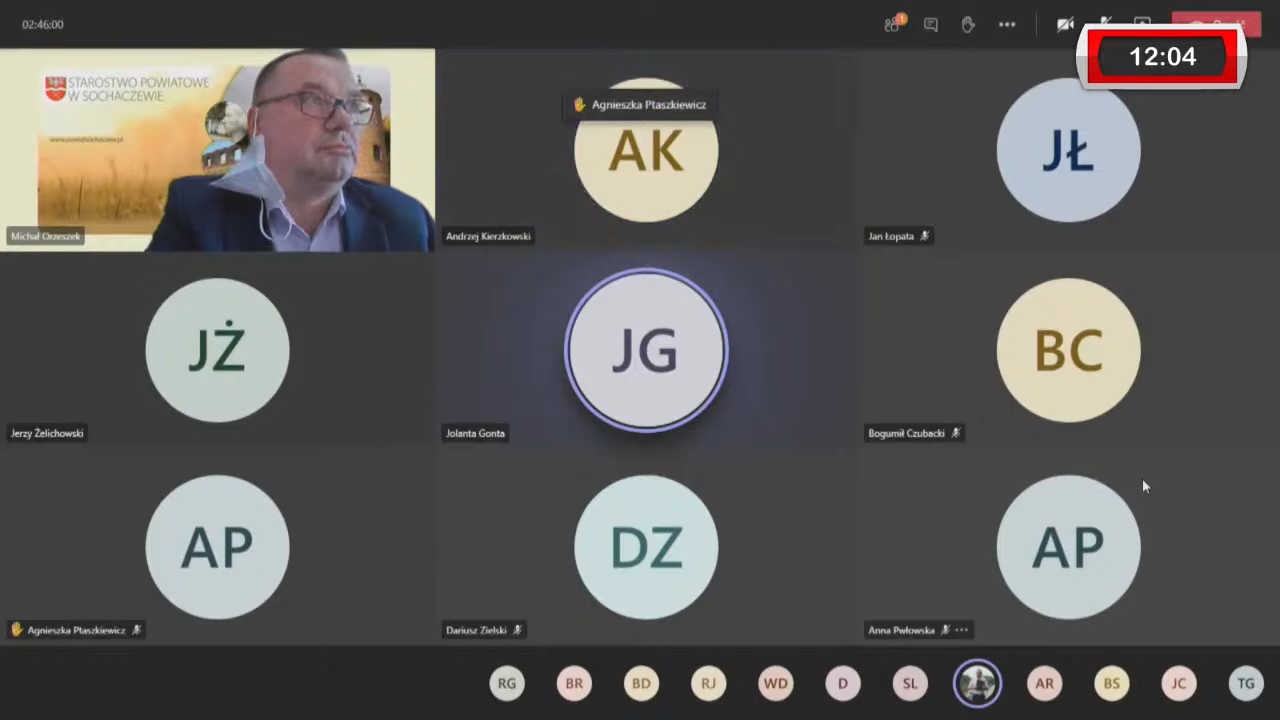 02:46:00
1
12:04
STAROSTWO POWIATOWE
W SOCHACZEWIE
Michał Orzeszek
Agnieszka Ptaszkiewicz
AK
Andrzej Kierzkowski
JŁ
Jan Łopata
JŻ
Jerzy Żelichowski
JG
Jolanta Gonta
BC
Bogumił Czubacki
AP
Agnieszka Ptaszkiewicz
DZ
Dariusz Zielski
AP
Anna Pwłowska
RG
BR
BD
RJ
WD
D
SL
AR
BS
JC
TG